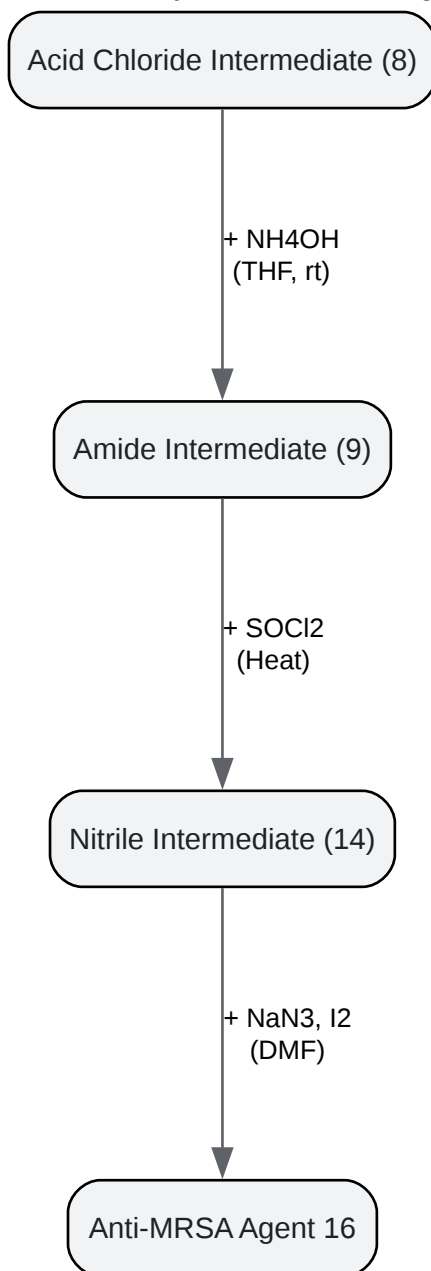 Acid Chloride Intermediate (8)
+ NH4OH
(THF, rt)
Amide Intermediate (9)
+ SOCl2
(Heat)
Nitrile Intermediate (14)
+ NaN3, I2
(DMF)
Anti-MRSA Agent 16